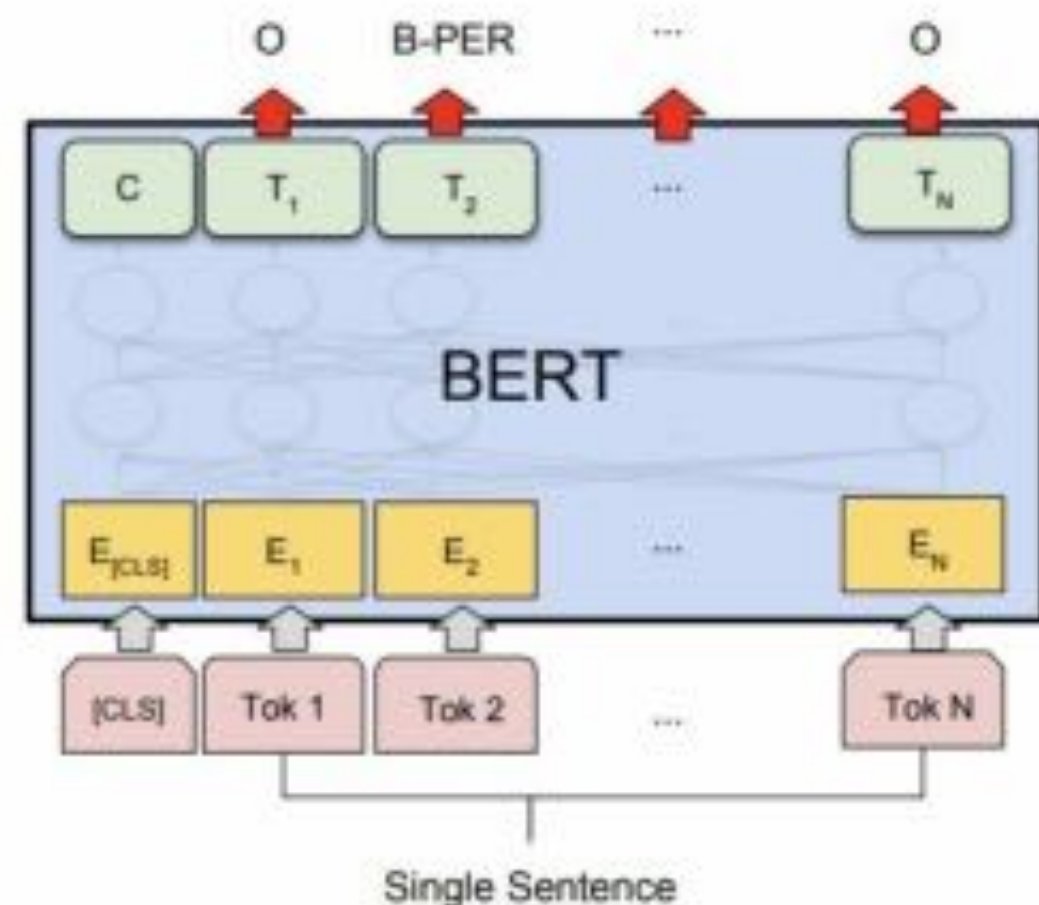 O B-PER ... O
C T1 T2 ... TN
BERT
E[CLS] E1 E2 ... EN
[CLS] Tok 1 Tok 2 ... Tok N
Single Sentence